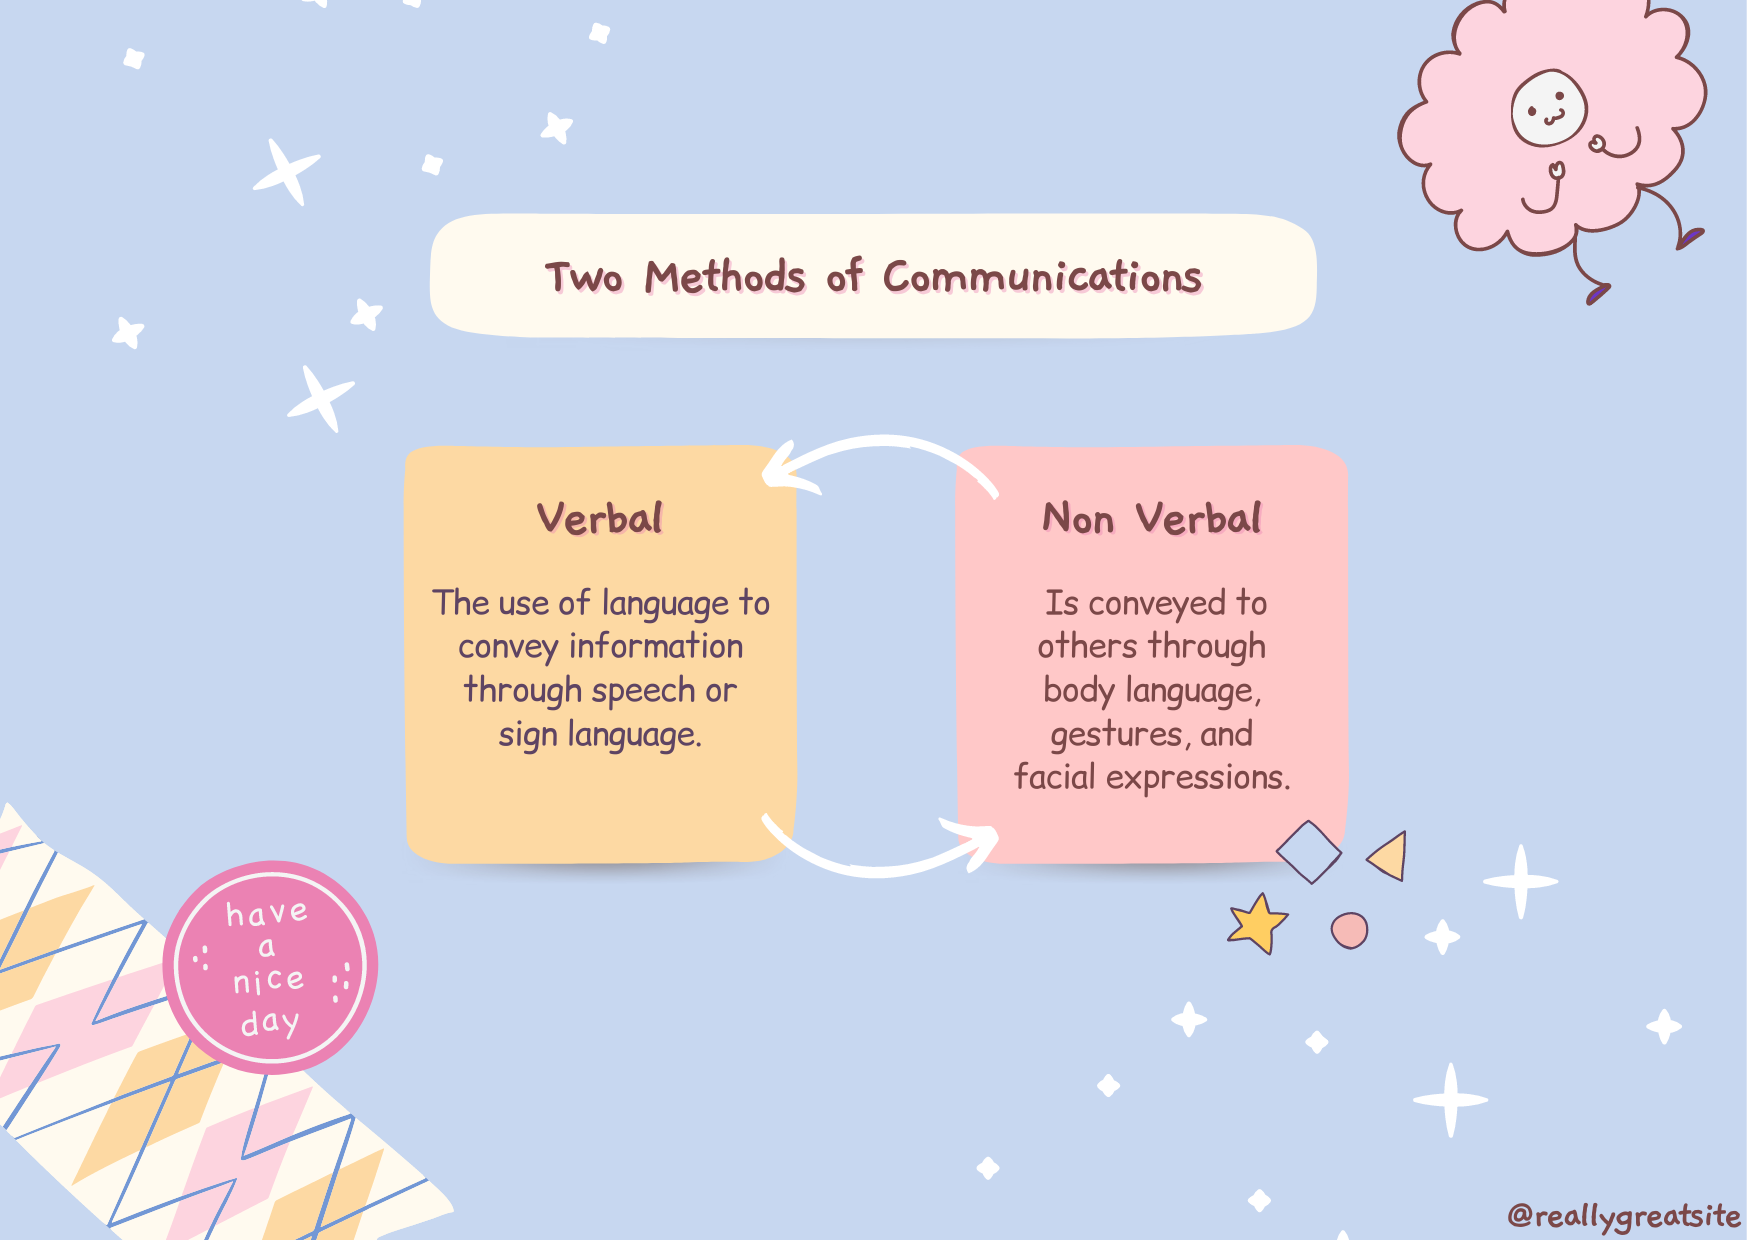 Two Methods of Communications
Verbal
The use of language to
convey information
through speech or
sign language.
Non Verbal
Is conveyed to
others through
body language,
gestures, and
facial expressions.
have
a
nice
day
@reallygreatsite